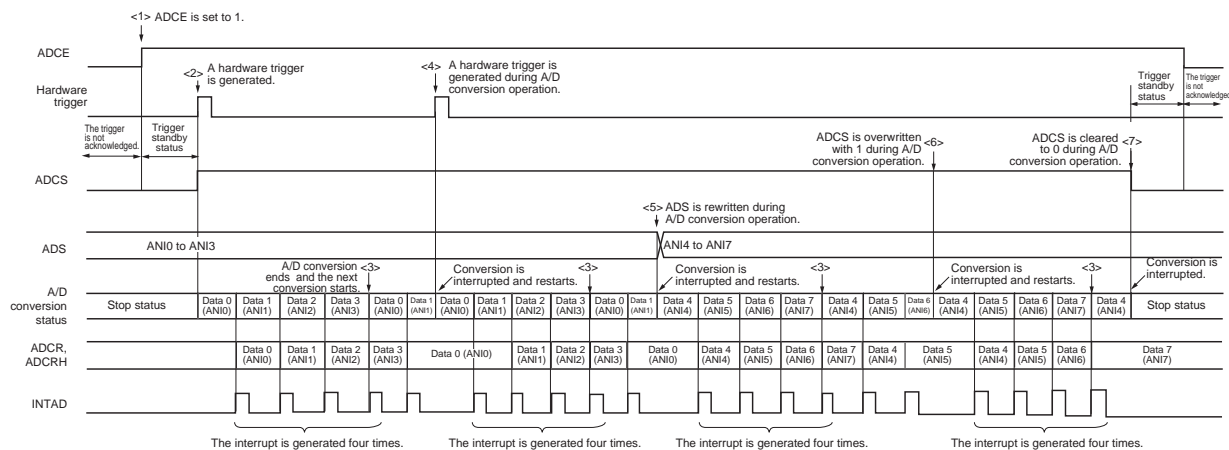 <1> ADCE is set to 1.
ADCE
<2> A hardware trigger
is generated.
<4> A hardware trigger is
generated during A/D
conversion operation.
Hardware
trigger
Trigger
standby
status
The trigger
is not
acknowledged.
The trigger
is not
acknowledged.
Trigger
standby
status
ADCS is overwritten <6>
with 1 during A/D
conversion operation.
ADCS is cleared <7>
to 0 during A/D
conversion operation.
ADCS
<5> ADS is rewritten during
A/D conversion operation.
ADS
ANI0 to ANI3
ANI4 to ANI7
A/D conversion <3>
ends and the next
conversion starts.
Conversion is
interrupted and restarts.
<3>
Conversion is
interrupted and restarts.
<3>
Conversion is
interrupted and restarts.
<3>
Conversion is
interrupted.
A/D
conversion
status
Stop status
Data 0 Data 1 Data 2 Data 3 Data 0 Data 1 Data 0 Data 1 Data 2 Data 3 Data 0 Data 1 Data 4 Data 5 Data 6 Data 7 Data 4 Data 5 Data 6 Data 4 Data 5 Data 6 Data 7 Data 4
(ANI0) (ANI1) (ANI2) (ANI3) (ANI0) (ANI1) (ANI0) (ANI1) (ANI2) (ANI3) (ANI0) (ANI1) (ANI4) (ANI5) (ANI6) (ANI7) (ANI4) (ANI5) (ANI6) (ANI4) (ANI5) (ANI6) (ANI7) (ANI4)
Stop status
ADCR,
ADCRH
Data 0 Data 1 Data 2 Data 3 Data 0 (ANI0) Data 1 Data 2 Data 3 Data 0 Data 4 Data 5 Data 6 Data 7 Data 4 Data 5 Data 4 Data 5 Data 6 Data 7
(ANI0) (ANI1) (ANI2) (ANI3) (ANI1) (ANI2) (ANI3) (ANI0) (ANI4) (ANI5) (ANI6) (ANI7) (ANI4) (ANI5) (ANI4) (ANI5) (ANI6) (ANI7)
INTAD
The interrupt is generated four times.
The interrupt is generated four times.
The interrupt is generated four times.
The interrupt is generated four times.